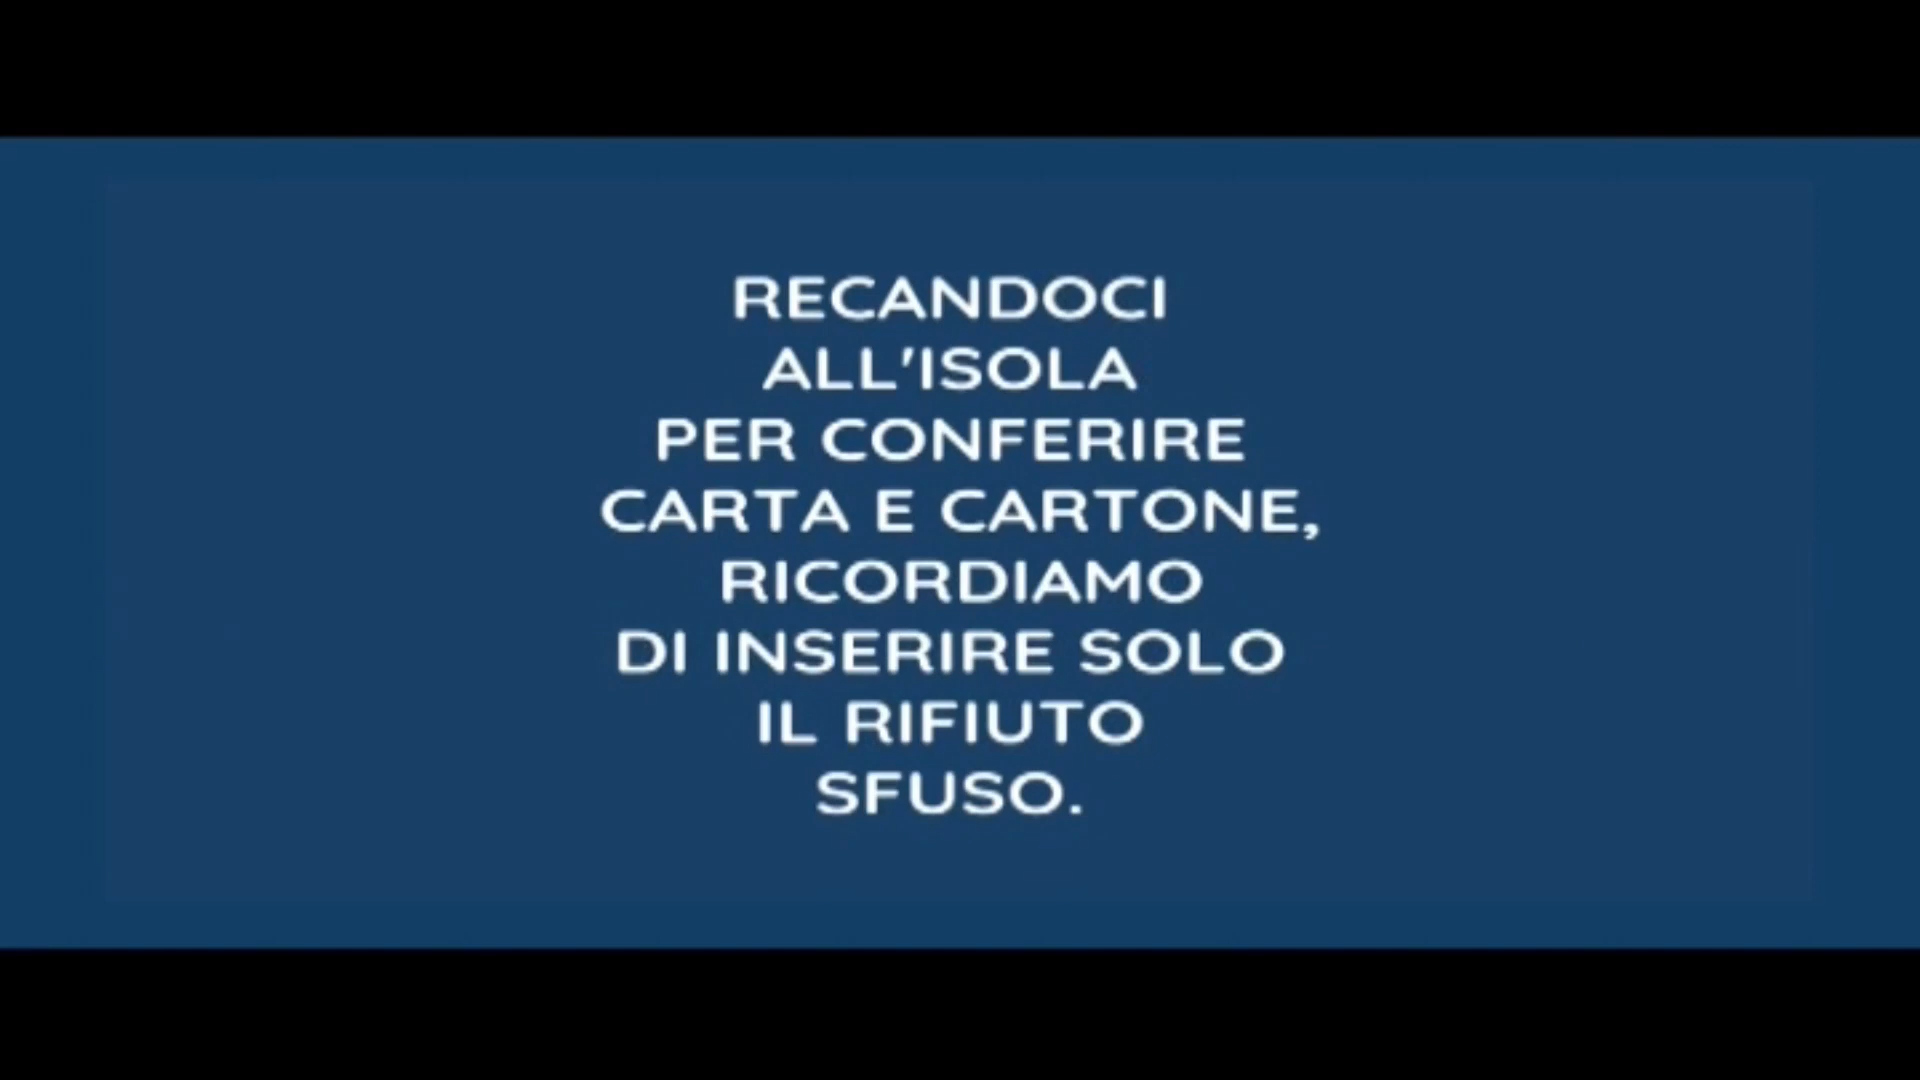 RECANDOCI
ALL'ISOLA
PER CONFERIRE
CARTA E CARTONE,
RICORDIAMO
DI INSERIRE SOLO
IL RIFIUTO
SFUSO.